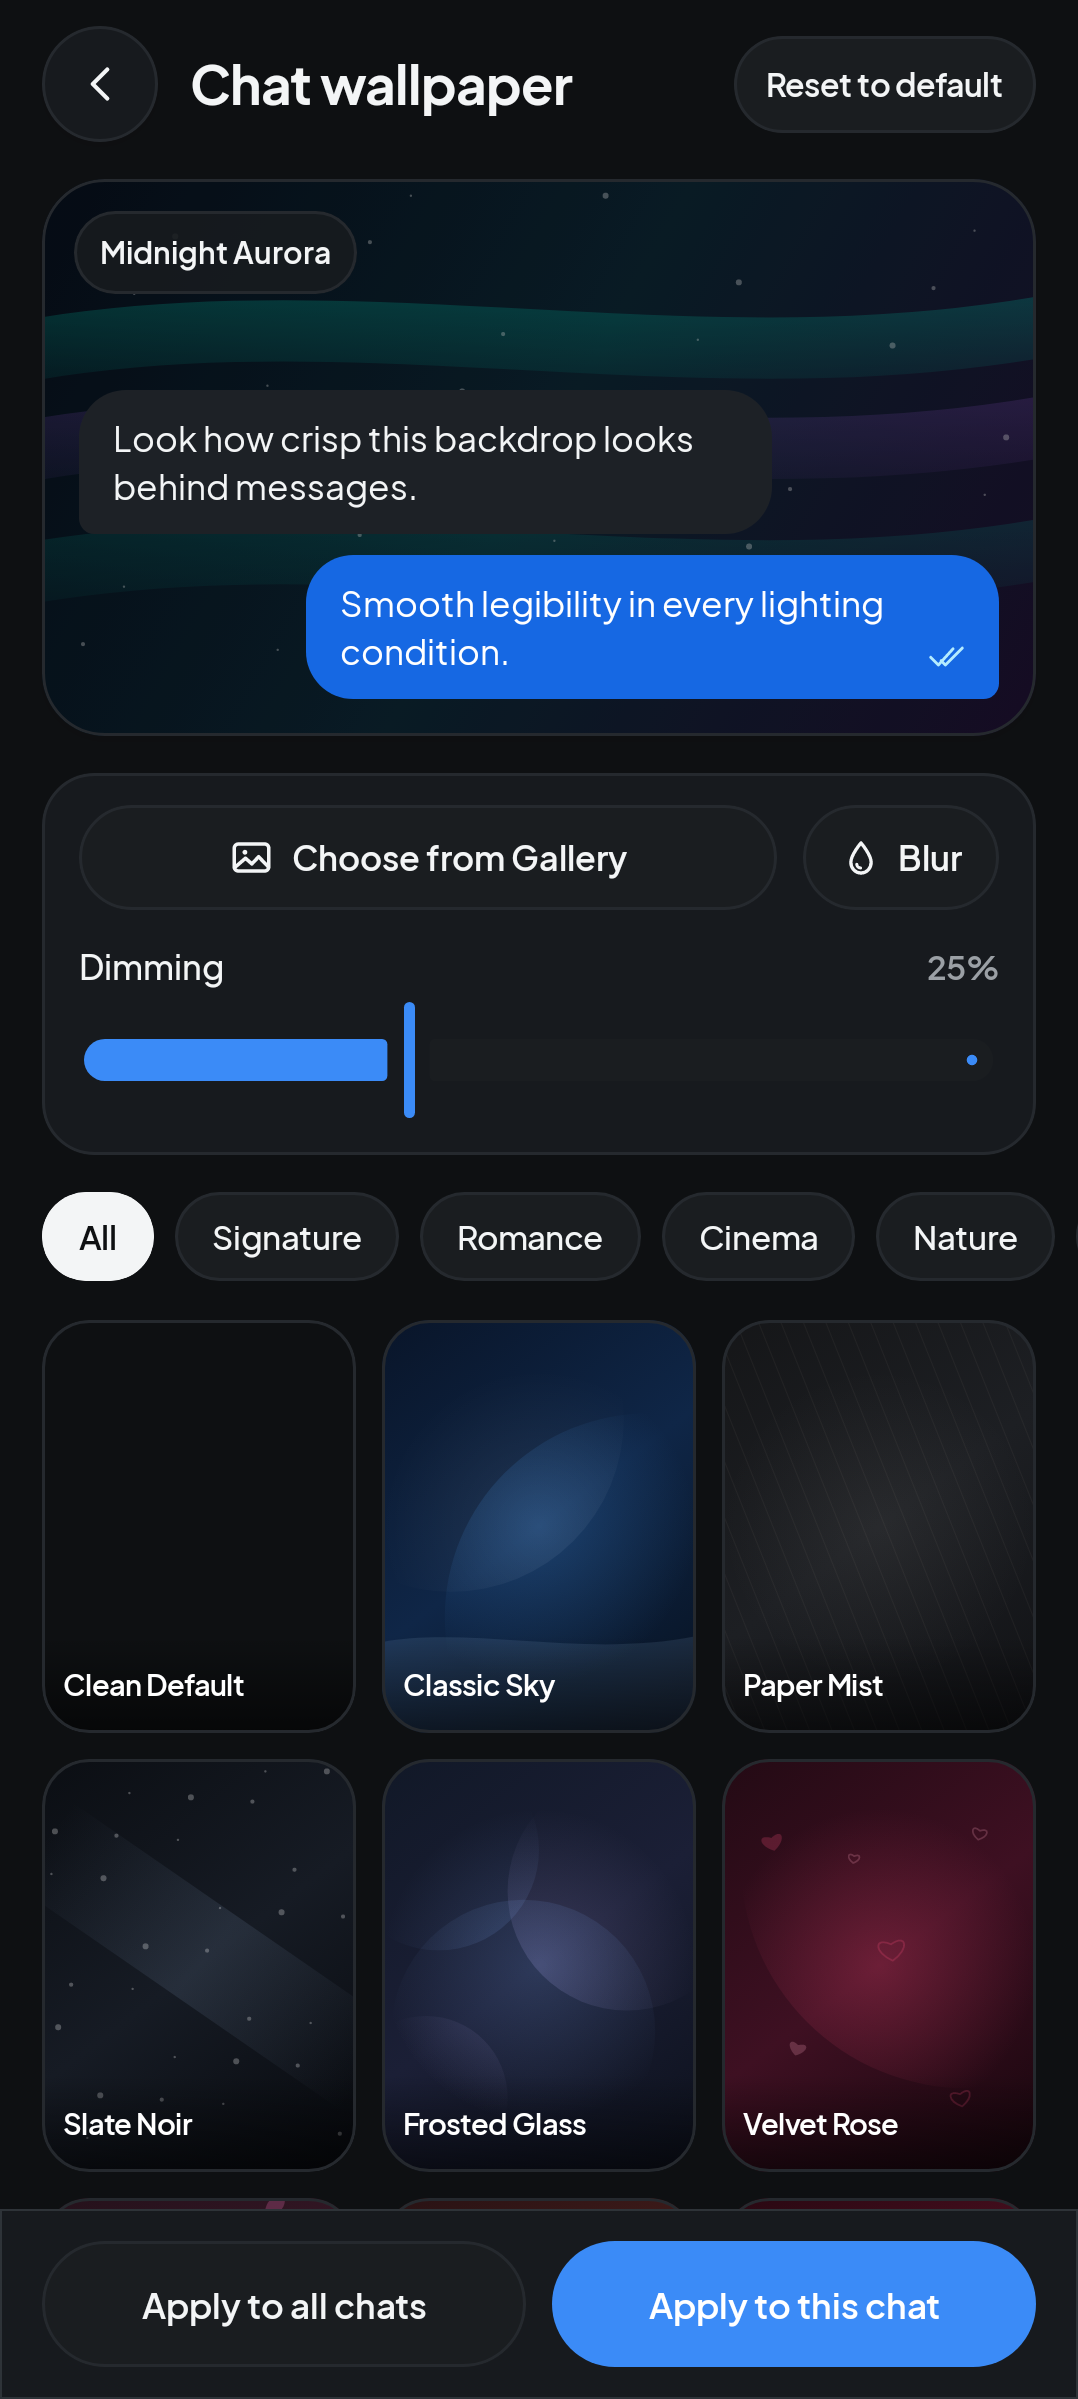 Chat wallpaper
Reset to default
Midnight Aurora
Look how crisp this backdrop looks
behind messages.
Smooth legibility in every lighting
condition.
Choose from Gallery
Blur
Dimming
25%
All
Signature
Romance
Cinema
Nature
Clean Default
Classic Sky
Paper Mist
Slate Noir
Frosted Glass
Velvet Rose
Apply to all chats
Apply to this chat